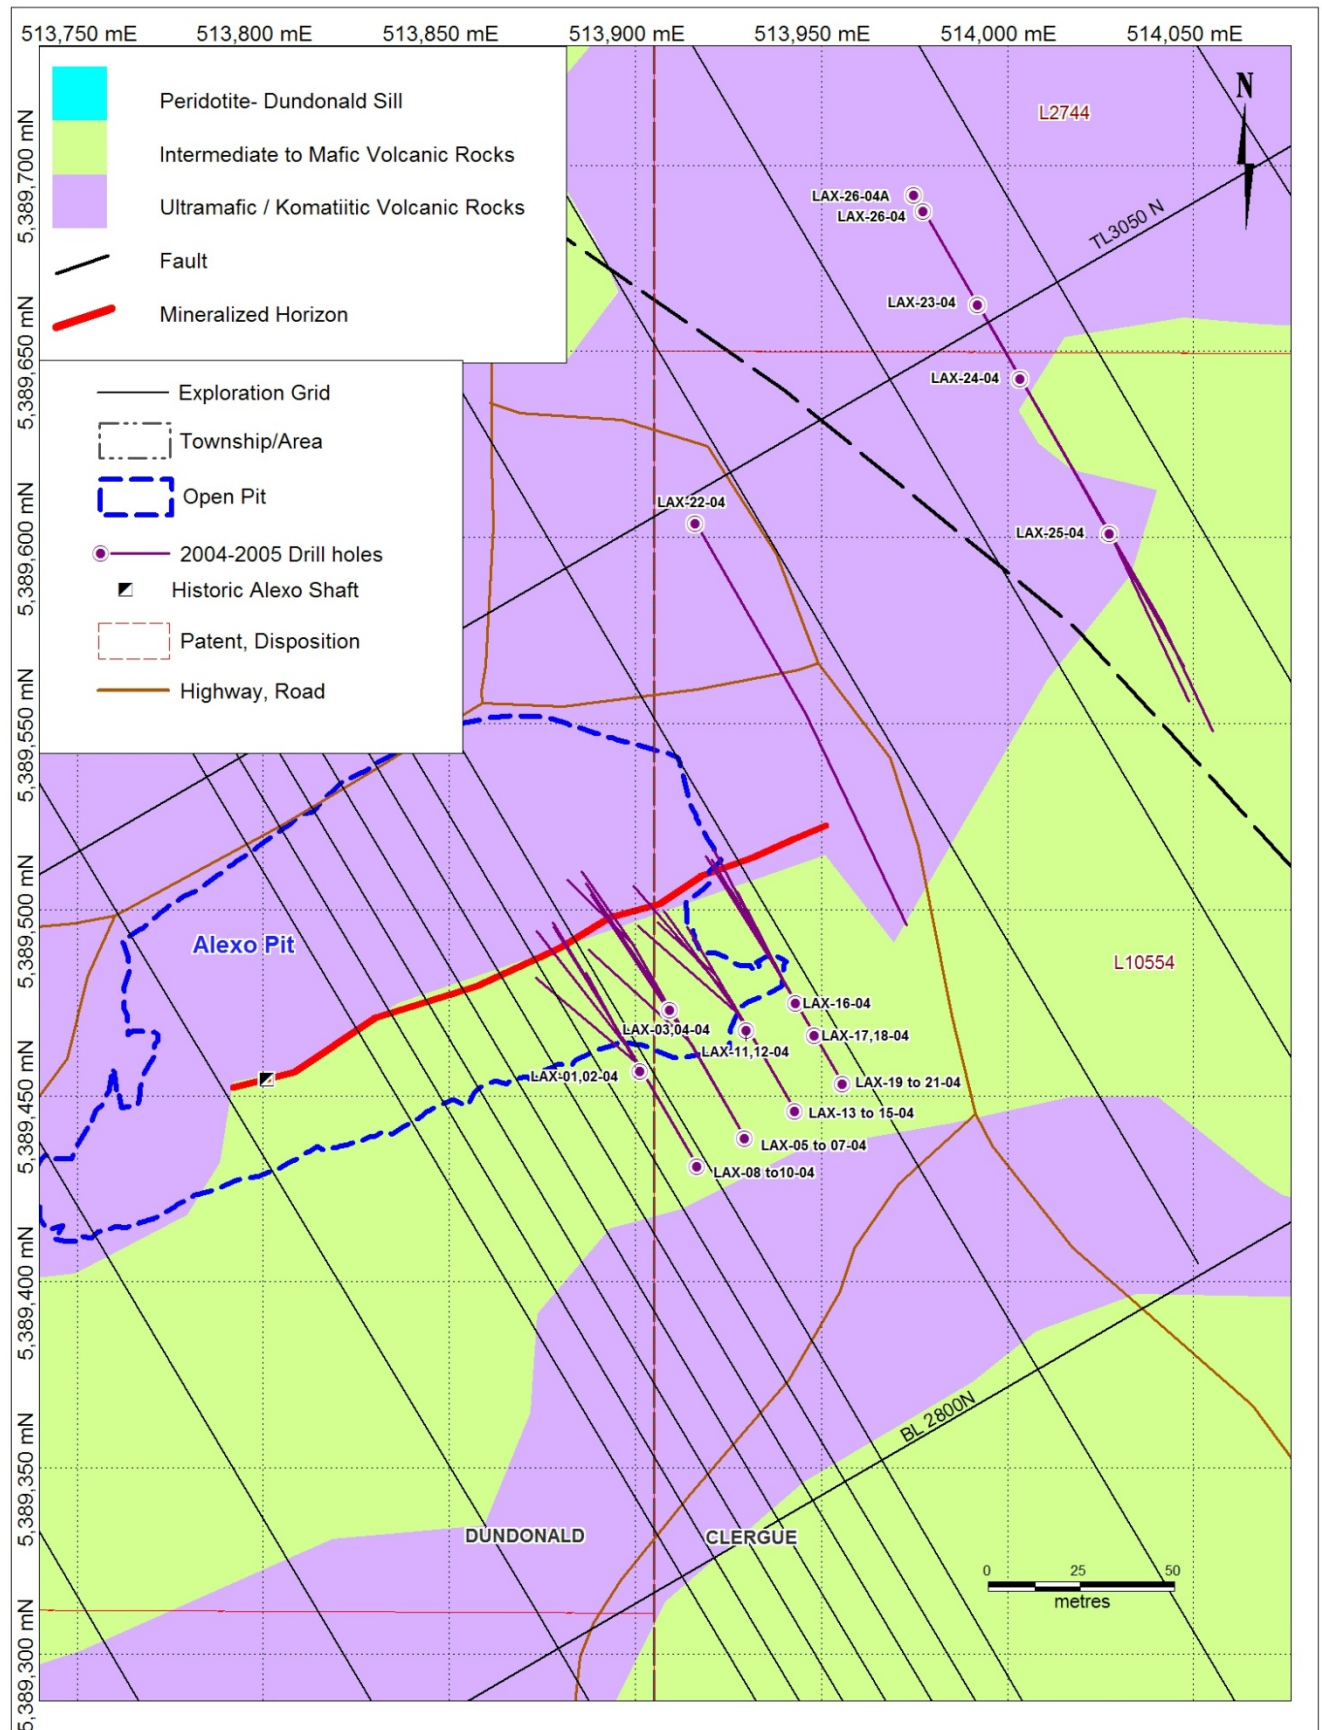 513,750 mE 513,800 mE 513,850 mE 513,900 mE 513,950 mE 514,000 mE 514,050 mE
5,389,700 mN
5,389,650 mN
5,389,600 mN
5,389,550 mN
5,389,500 mN
5,389,450 mN
5,389,400 mN
5,389,350 mN
5,389,300 mN
Peridotite- Dundonald Sill
Intermediate to Mafic Volcanic Rocks
Ultramafic / Komatiitic Volcanic Rocks
Fault
Mineralized Horizon
Exploration Grid
Township/Area
Open Pit
2004-2005 Drill holes
Historic Alexo Shaft
Patent, Disposition
Highway, Road
N
L2744
TL3050 N
LAX-26-04A
LAX-26-04
LAX-23-04
LAX-24-04
LAX-22-04
LAX-25-04
Alexo Pit
L10554
LAX-16-04
LAX-03,04-04
LAX-17,18-04
LAX-11,12-04
LAX-01,02-04
LAX-19 to 21-04
LAX-13 to 15-04
LAX-05 to 07-04
LAX-08 to10-04
BL 2800N
DUNDONALD
CLERGUE
0 25 50
metres